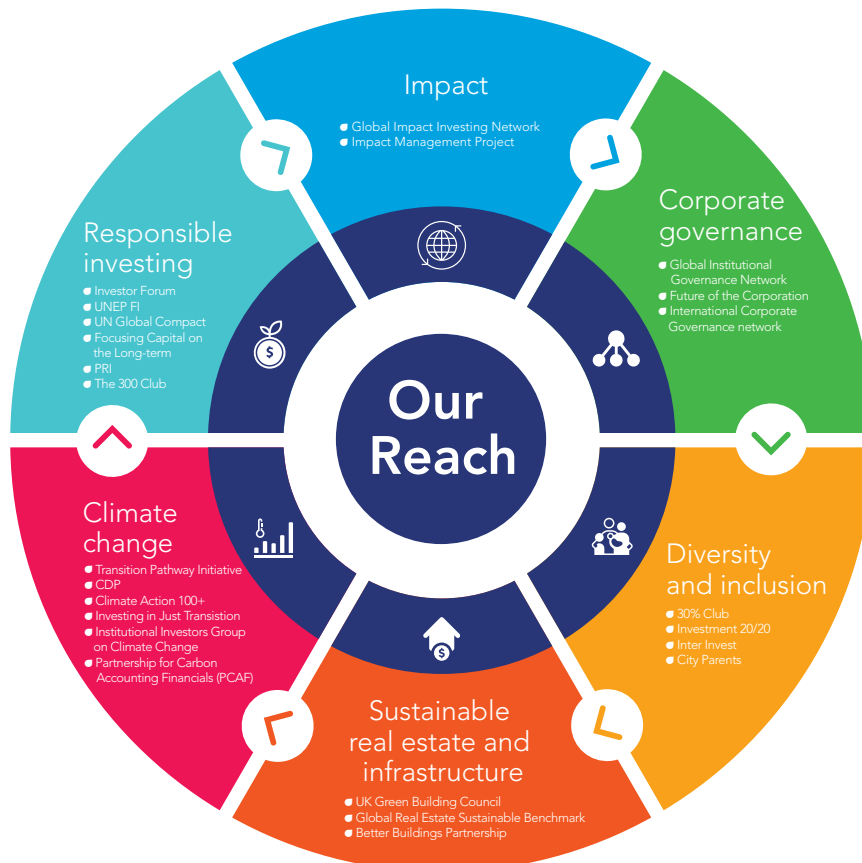 Impact
Global Impact Investing Network
Impact Management Project
Corporate
governance
Global Institutional
Governance Network
Future of the Corporation
International Corporate
Governance network
Diversity
and inclusion
30% Club
Investment 20/20
Inter Invest
City Parents
Sustainable
real estate and
infrastructure
UK Green Building Council
Global Real Estate Sustainable Benchmark
Better Buildings Partnership
Climate
change
Transition Pathway Initiative
CDP
Climate Action 100+
Investing in Just Transistion
Institutional Investors Group
on Climate Change
Partnership for Carbon
Accounting Financials (PCAF)
Responsible
investing
Investor Forum
UNEP FI
UN Global Compact
Focusing Capital on
the Long-term
PRI
The 300 Club
Our
Reach
$
$